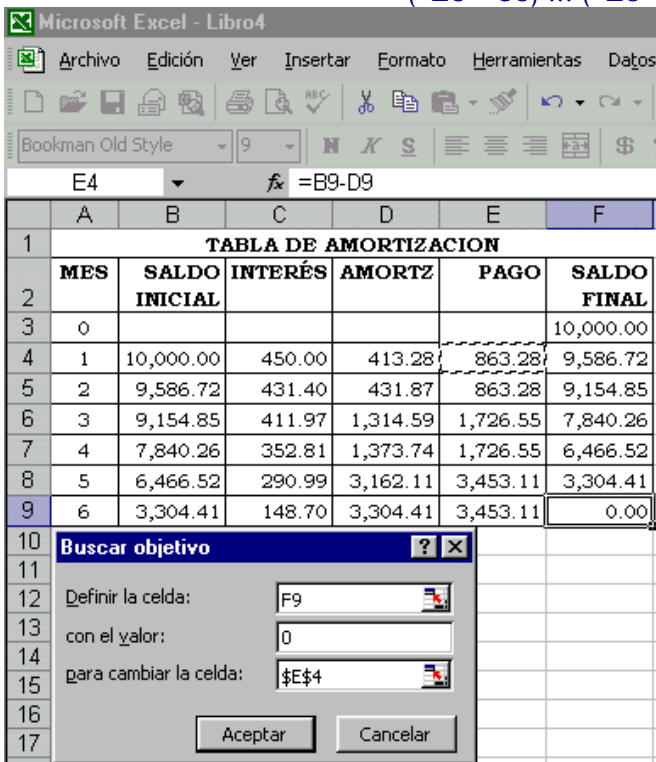 Microsoft Excel - Libro4
Archivo Edición Ver Insertar Formato Herramientas Datos
ABC
Bookman Old Style 9 N K S $
E4 fx =B9-D9
A B C D E F
1 TABLA DE AMORTIZACION
MES SALDO INTERÉS AMORTZ PAGO SALDO
2 INICIAL FINAL
3 0 10,000.00
4 1 10,000.00 450.00 413.28 863.28 9,586.72
5 2 9,586.72 431.40 431.87 863.28 9,154.85
6 3 9,154.85 411.97 1,314.59 1,726.55 7,840.26
7 4 7,840.26 352.81 1,373.74 1,726.55 6,466.52
8 5 6,466.52 290.99 3,162.11 3,453.11 3,304.41
9 6 3,304.41 148.70 3,304.41 3,453.11 0.00
10 Buscar objetivo ? X
11
12 Definir la celda: F9
13 con el valor: 0
14
15 para cambiar la celda: $E$4
16
17 Aceptar Cancelar